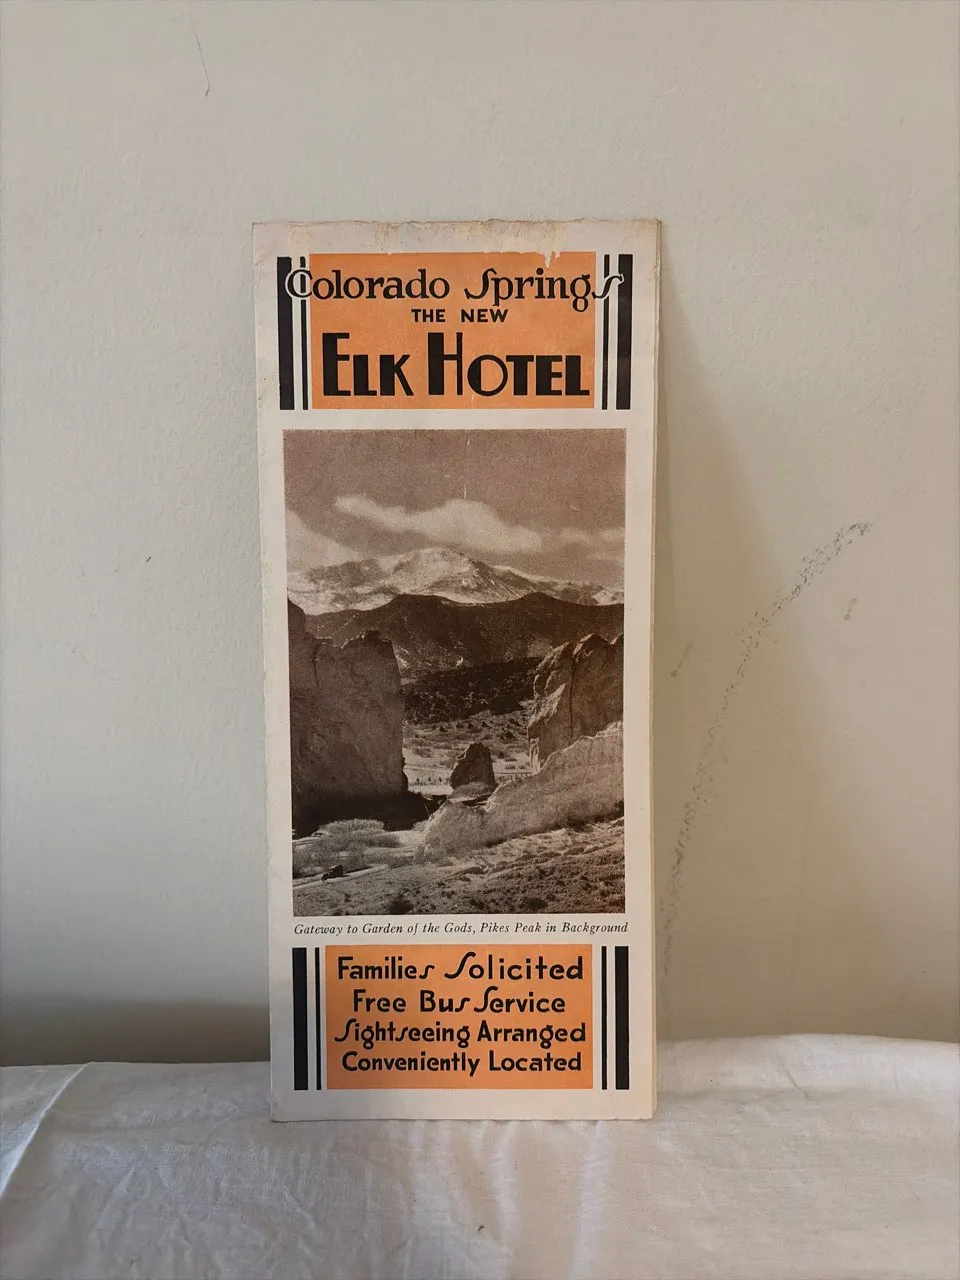 Colorado Springs
THE NEW
ELK HOTEL
Gateway to Garden of the Gods, Pikes Peak in Background
Families Solicited
Free Bus Service
Sightseeing Arranged
Conveniently Located